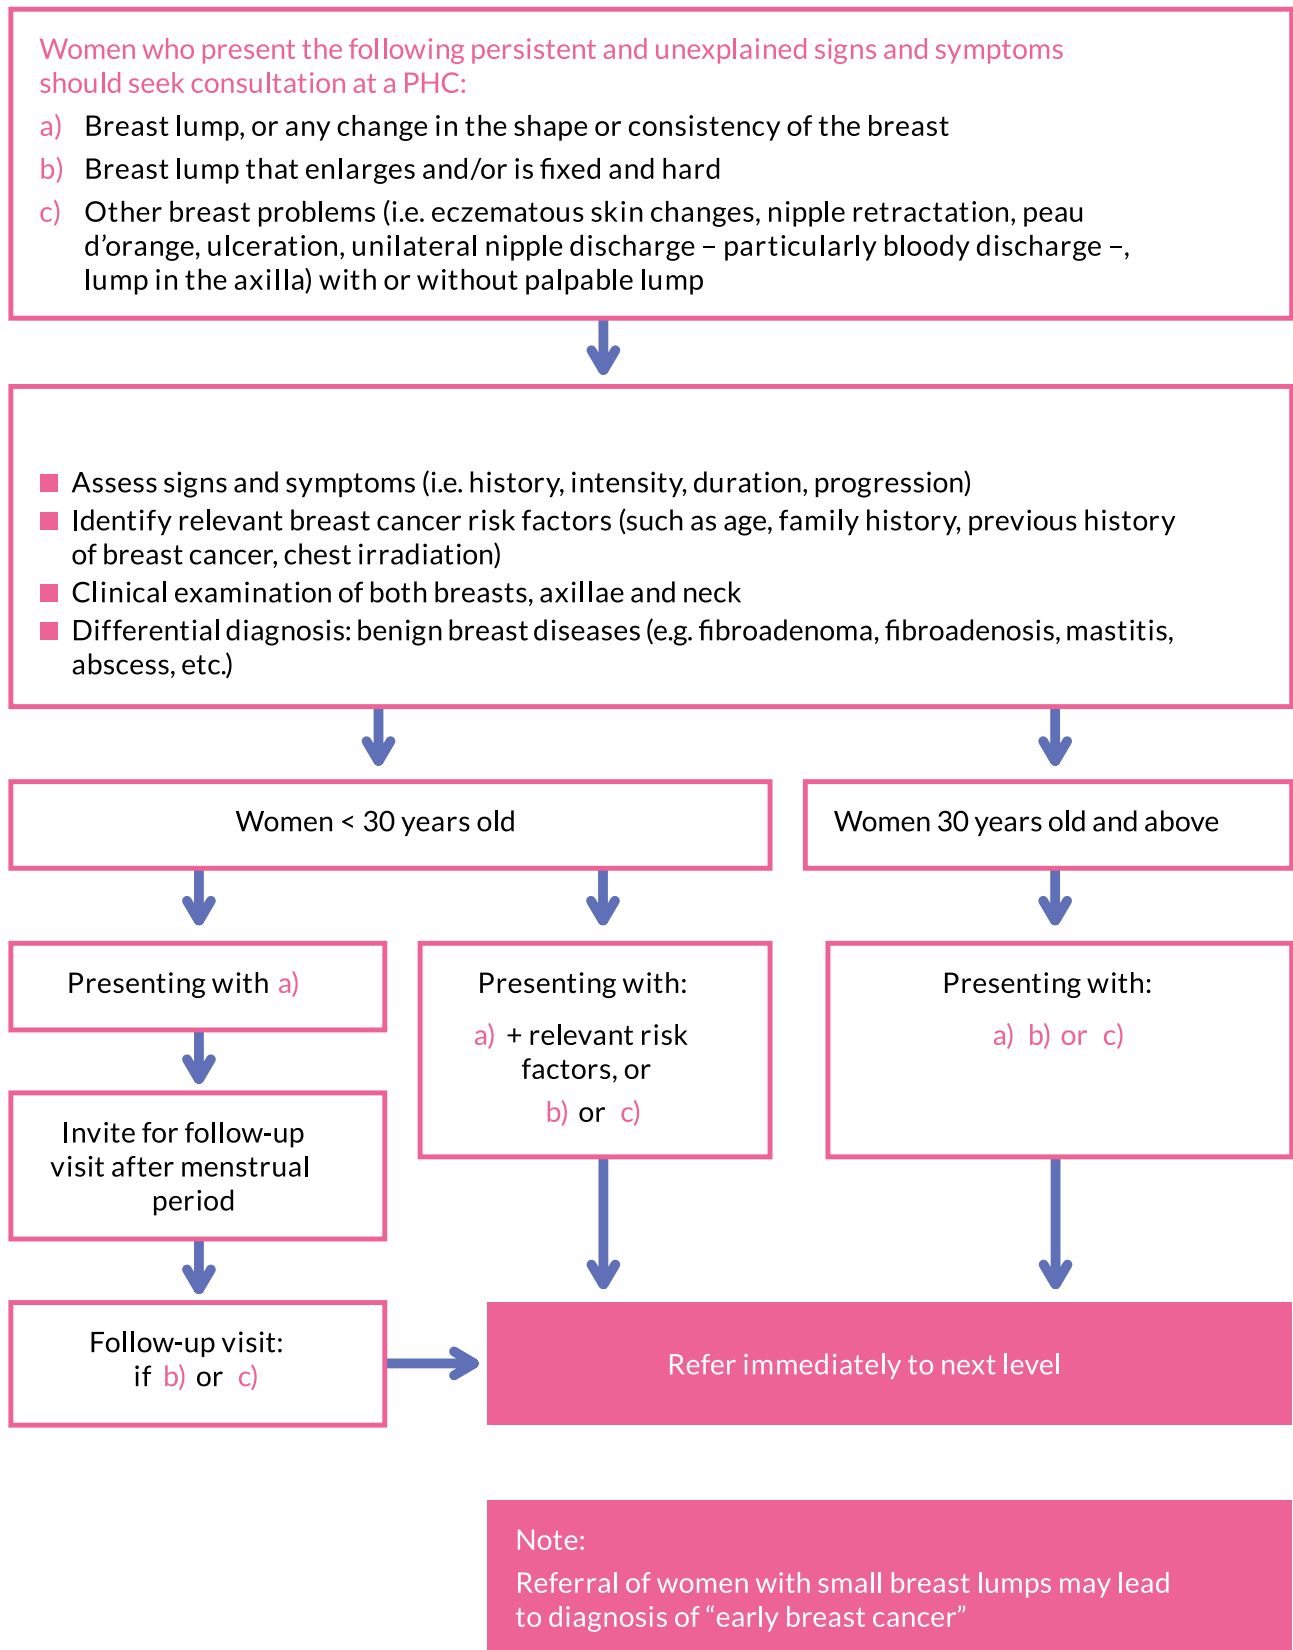 Women who present the following persistent and unexplained signs and symptoms
should seek consultation at a PHC:
a) Breast lump, or any change in the shape or consistency of the breast
b) Breast lump that enlarges and/or is fixed and hard
c) Other breast problems (i.e. eczematous skin changes, nipple retractation, peau
d’orange, ulceration, unilateral nipple discharge – particularly bloody discharge –,
lump in the axilla) with or without palpable lump
Assess signs and symptoms (i.e. history, intensity, duration, progression)
Identify relevant breast cancer risk factors (such as age, family history, previous history
of breast cancer, chest irradiation)
Clinical examination of both breasts, axillae and neck
Differential diagnosis: benign breast diseases (e.g. fibroadenoma, fibroadenosis, mastitis,
abscess, etc.)
Women < 30 years old
Women 30 years old and above
Presenting with a)
Invite for follow-up
visit after menstrual
period
Follow-up visit:
if b) or c)
Presenting with:
a) + relevant risk
factors, or
b) or c)
Presenting with:
a) b) or c)
Refer immediately to next level
Note:
Referral of women with small breast lumps may lead
to diagnosis of “early breast cancer”